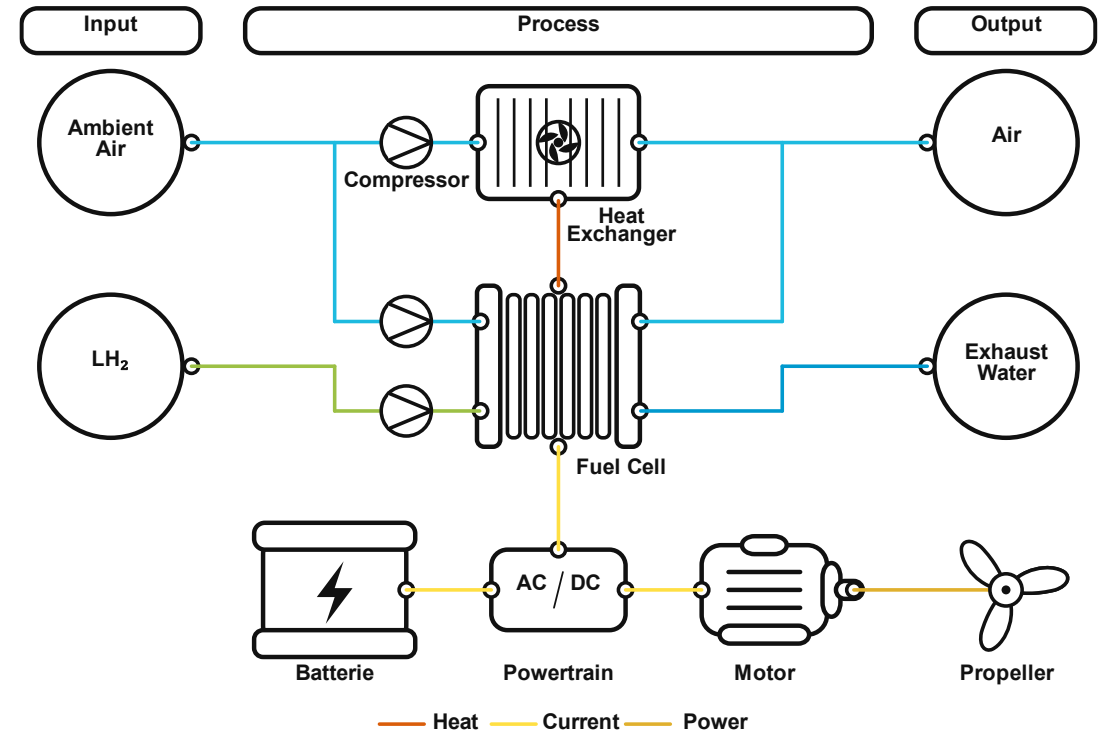 Input
Process
Output
Ambient
Air
Compressor
Heat
Exchanger
Air
LH₂
Exhaust
Water
Fuel Cell
AC / DC
Batterie
Powertrain
Motor
Propeller
Heat
Current
Power